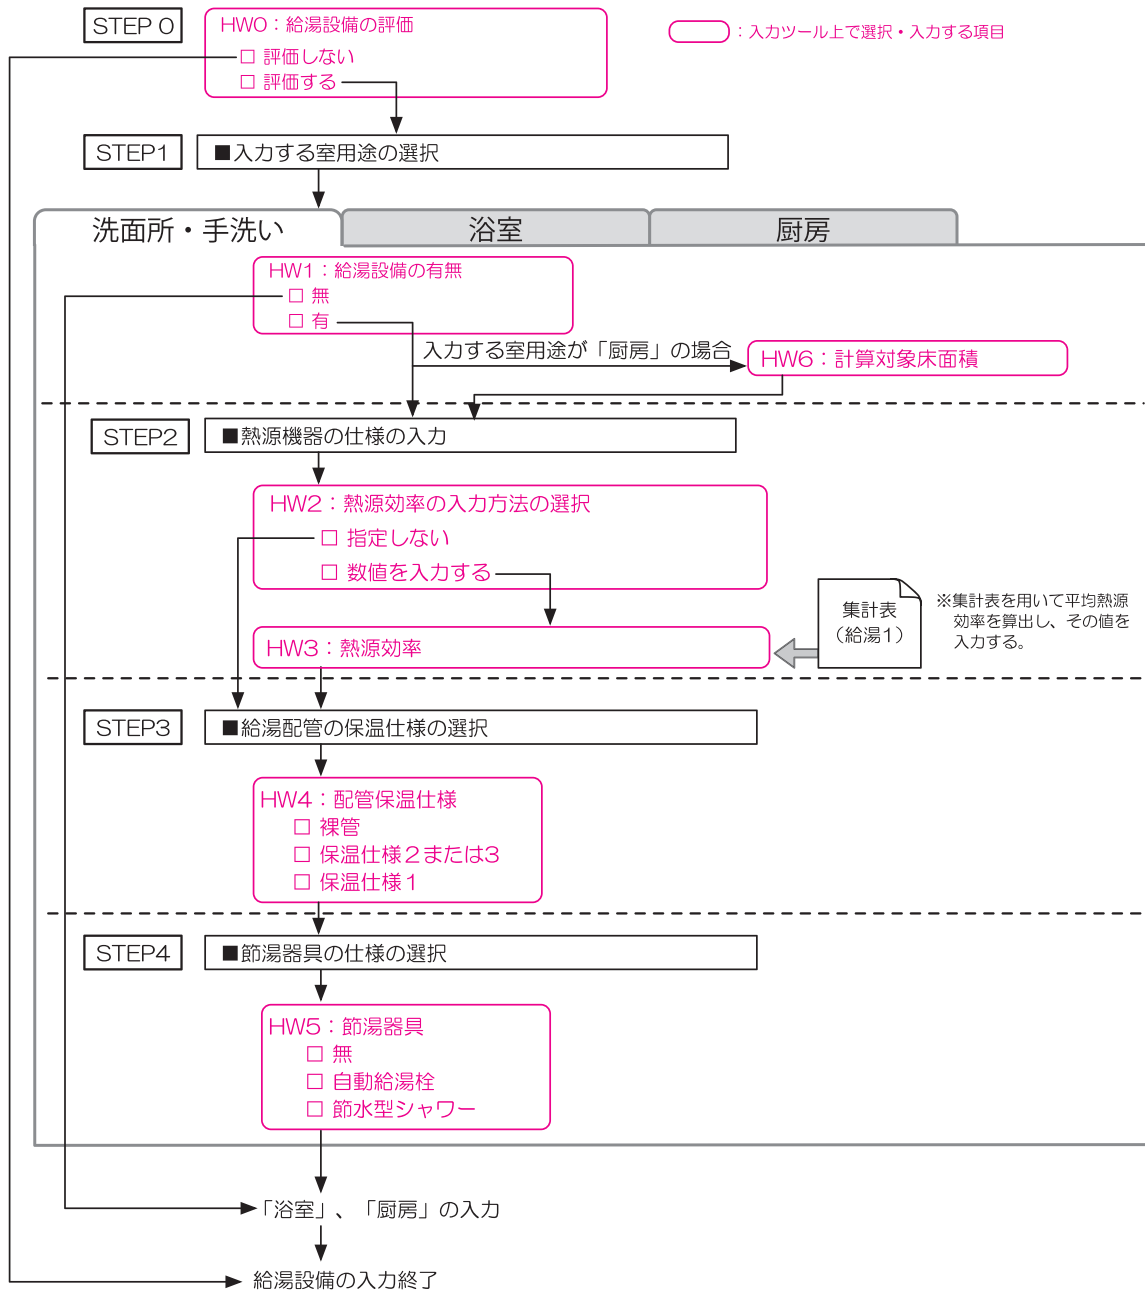 STEP 0
HW0：給湯設備の評価
□ 評価しない
□ 評価する
：入力ツール上で選択・入力する項目
STEP1
■入力する室用途の選択
洗面所・手洗い
浴室
厨房
HW1：給湯設備の有無
□ 無
□ 有
入力する室用途が「厨房」の場合
HW6：計算対象床面積
STEP2
■熱源機器の仕様の入力
HW2：熱源効率の入力方法の選択
□ 指定しない
□ 数値を入力する
HW3：熱源効率
集計表
（給湯1）
※集計表を用いて平均熱源
効率を算出し、その値を
入力する。
STEP3
■給湯配管の保温仕様の選択
HW4：配管保温仕様
□ 裸管
□ 保温仕様２または3
□ 保温仕様１
STEP4
■節湯器具の仕様の選択
HW5：節湯器具
□ 無
□ 自動給湯栓
□ 節水型シャワー
「浴室」、「厨房」の入力
給湯設備の入力終了